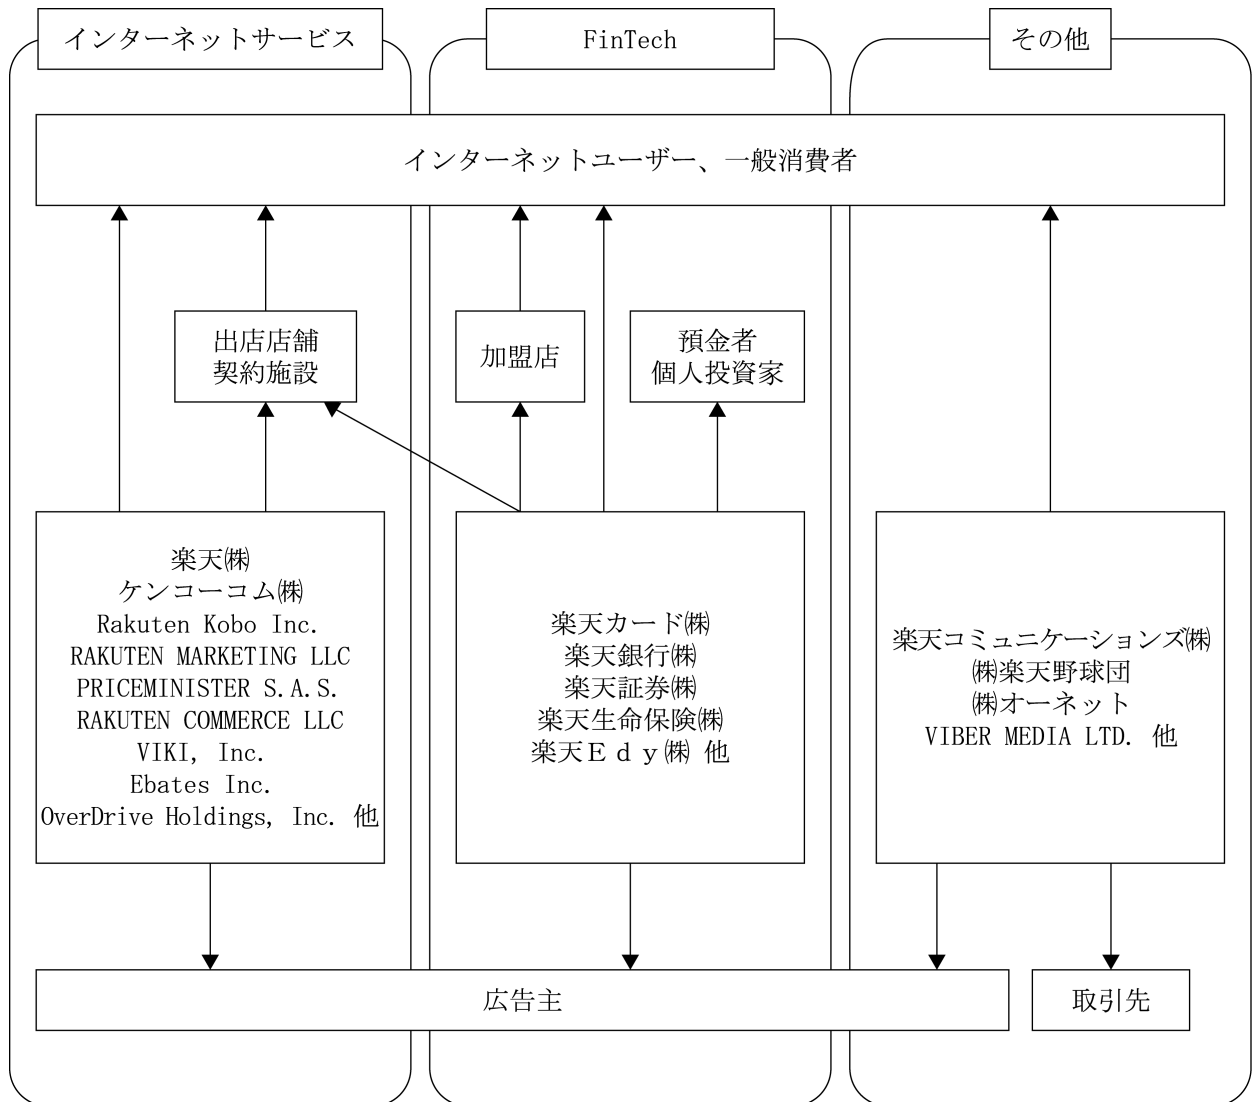 インターネットサービス
FinTech
その他
インターネットユーザー、一般消費者
出店店舗
契約施設
加盟店
預金者
個人投資家
楽天㈱
ケンコーコム㈱
Rakuten Kobo Inc.
RAKUTEN MARKETING LLC
PRICEMINISTER S.A.S.
RAKUTEN COMMERCE LLC
VIKI, Inc.
Ebates Inc.
OverDrive Holdings, Inc. 他
楽天カード㈱
楽天銀行㈱
楽天証券㈱
楽天生命保険㈱
楽天Ｅｄｙ㈱ 他
楽天コミュニケーションズ㈱
㈱楽天野球団
㈱オーネット
VIBER MEDIA LTD. 他
広告主
取引先